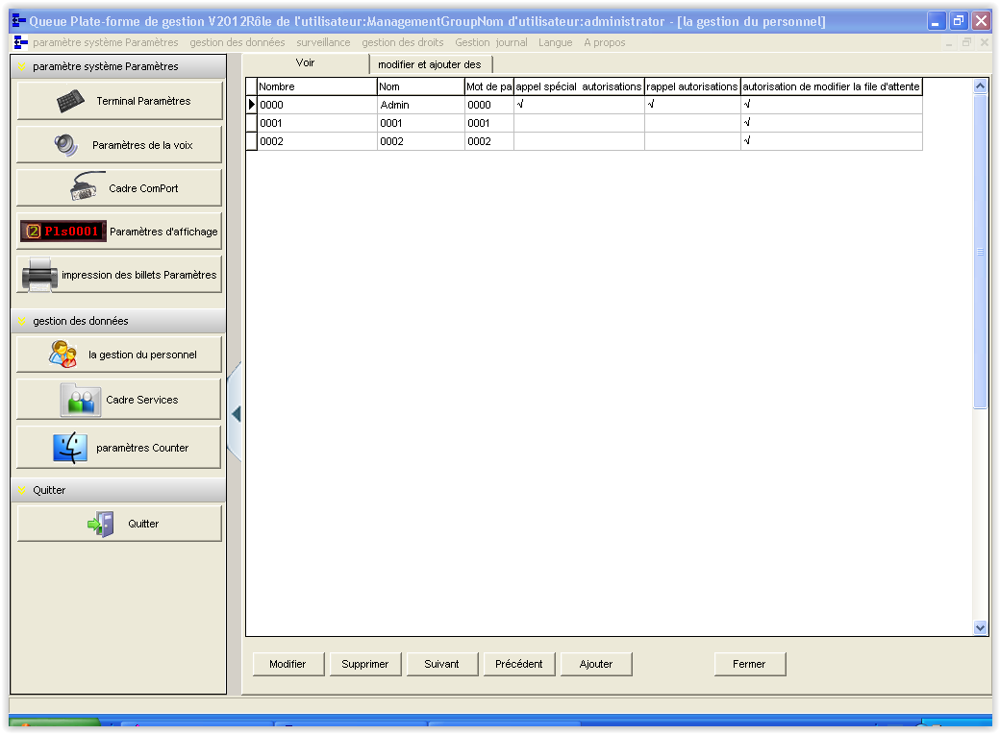 Queue Plate-forme de gestion V2012Rôle de l'utilisateur:ManagementGroupNom d'utilisateur:administrator - [la gestion du personnel]
paramètre système Paramètres gestion des données surveillance gestion des droits Gestion journal Langue A propos
paramètre système Paramètres
Terminal Paramètres
Paramètres de la voix
Cadre ComPort
2 Pls0001 Paramètres d'affichage
impression des billets Paramètres
gestion des données
la gestion du personnel
Cadre Services
paramètres Counter
Quitter
Quitter
Voir modifier et ajouter des
Nombre Nom Mot de pa appel spécial autorisations rappel autorisations autorisation de modifier la file d'attente
0000 Admin 0000 √ √ √
0001 0001 0001 √
0002 0002 0002 √
Modifier Supprimer Suivant Précédent Ajouter Fermer